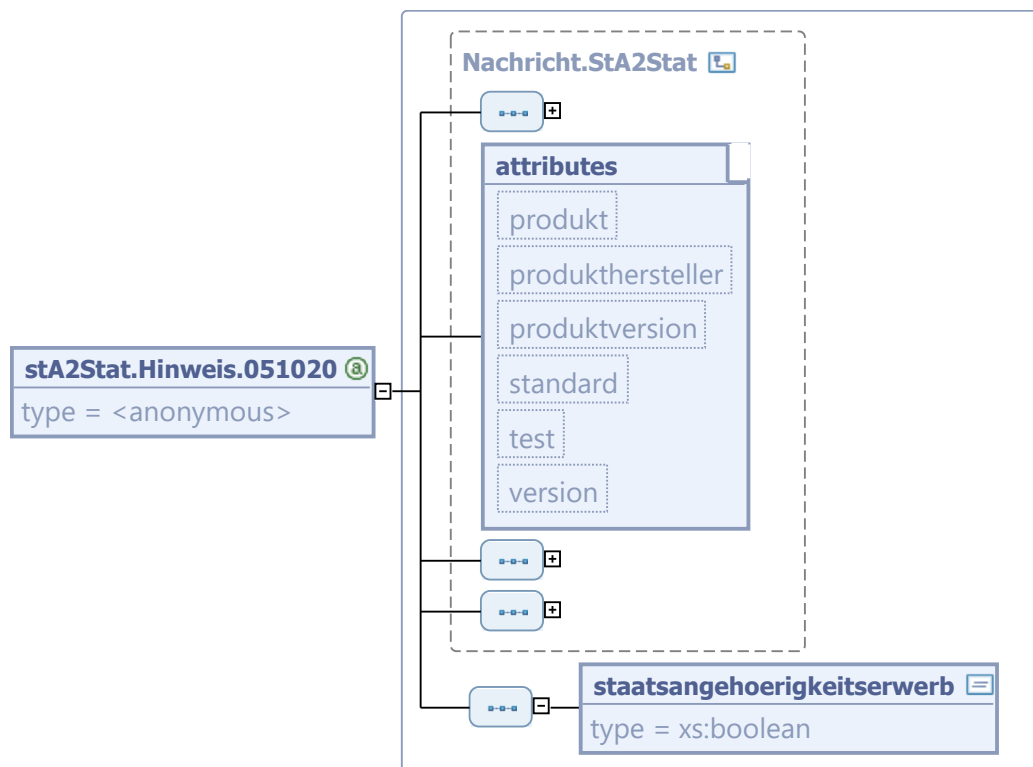 Nachricht.StA2Stat
attributes
produkt
produkthersteller
produktversion
standard
test
version
stA2Stat.Hinweis.051020
type = <anonymous>
staatsangehoerigkeitserwerb
type = xs:boolean